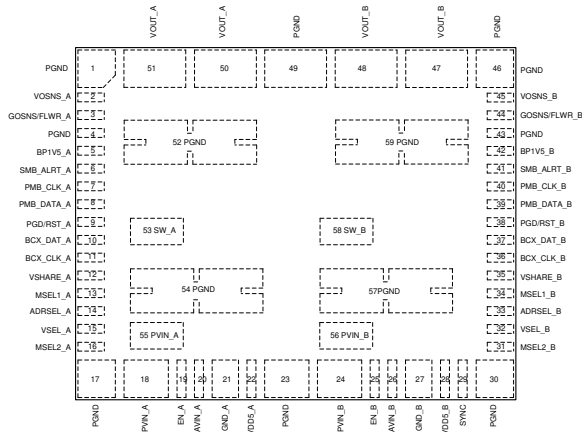 VOUT_A
VOUT_A
PGND
VOUT_B
VOUT_B
PGND
PGND 1 51 50 49 48 47 46 PGND
VOSNS_A 2 45 VOSNS_B
GOSNS/FLWR_A 3 44 GOSNS/FLWR_B
PGND 4 43 PGND
52 PGND 59 PGND
BP1V5_A 5 42 BP1V5_B
SMB_ALRT_A 6 41 SMB_ALRT_B
PMB_CLK_A 7 40 PMB_CLK_B
PMB_DATA_A 8 39 PMB_DATA_B
PGD/RST_A 9 38 PGD/RST_B
53 SW_A 58 SW_B
BCX_DAT_A 10 37 BCX_DAT_B
BCX_CLK_A 11 36 BCX_CLK_B
VSHARE_A 12 35 VSHARE_B
MSEL1_A 13 54 PGND 57PGND 34 MSEL1_B
ADRSEL_A 14 33 ADRSEL_B
VSEL_A 15 55 PVIN_A 56 PVIN_B 32 VSEL_B
MSEL2_A 16 31 MSEL2_B
17 18 19 20 21 22 23 24 25 26 27 28 29 30
PGND
PVIN_A
EN_A
AVIN_A
GND_A
VDD5_A
PGND
PVIN_B
EN_B
AVIN_B
GND_B
VDD5_B
SYNC
PGND